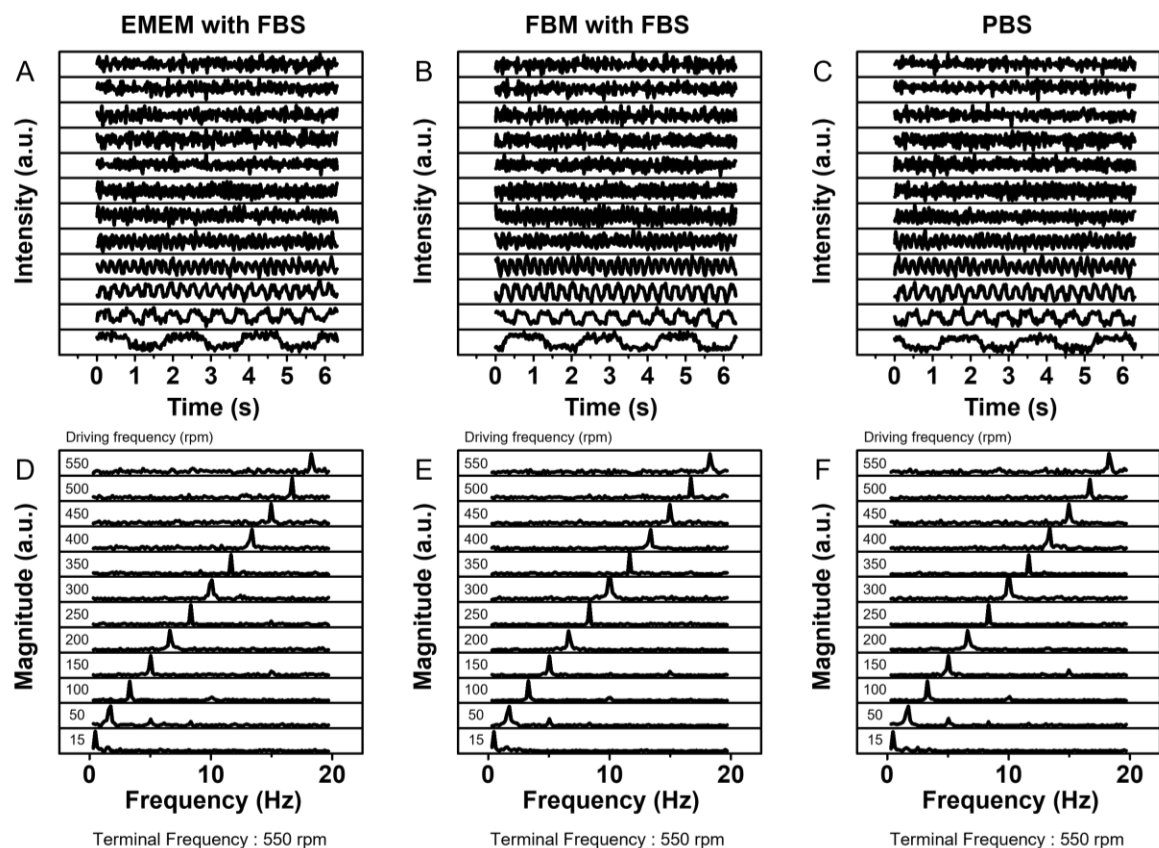 EMEM with FBS
FBM with FBS
PBS
A
B
C
Intensity (a.u.)
Intensity (a.u.)
Intensity (a.u.)
0 1 2 3 4 5 6
0 1 2 3 4 5 6
0 1 2 3 4 5 6
Time (s)
Time (s)
Time (s)
Driving frequency (rpm)
Driving frequency (rpm)
Driving frequency (rpm)
D
E
F
Magnitude (a.u.)
Magnitude (a.u.)
Magnitude (a.u.)
550
500
450
400
350
300
250
200
150
100
50
15
550
500
450
400
350
300
250
200
150
100
50
15
550
500
450
400
350
300
250
200
150
100
50
15
0 10 20
0 10 20
0 10 20
Frequency (Hz)
Frequency (Hz)
Frequency (Hz)
Terminal Frequency : 550 rpm
Terminal Frequency : 550 rpm
Terminal Frequency : 550 rpm